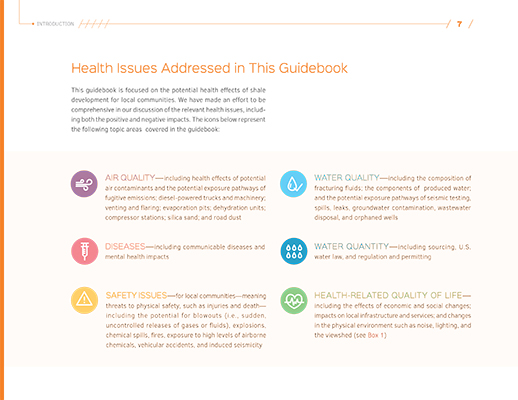 INTRODUCTION
7
Health Issues Addressed in This Guidebook
This guidebook is focused on the potential health effects of shale
development for local communities. We have made an effort to be
comprehensive in our discussion of the relevant health issues, includ-
ing both the positive and negative impacts. The icons below represent
the following topic areas covered in the guidebook:
AIR QUALITY—including health effects of potential
air contaminants and the potential exposure pathways of
fugitive emissions; diesel-powered trucks and machinery;
venting and flaring; evaporation pits; dehydration units;
compressor stations; silica sand; and road dust
DISEASES—including communicable diseases and
mental health impacts
SAFETY ISSUES—for local communities—meaning
threats to physical safety, such as injuries and death—
including the potential for blowouts (i.e., sudden,
uncontrolled releases of gases or fluids), explosions,
chemical spills, fires, exposure to high levels of airborne
chemicals, vehicular accidents, and induced seismicity
WATER QUALITY—including the composition of
fracturing fluids; the components of produced water;
and the potential exposure pathways of seismic testing,
spills, leaks, groundwater contamination, wastewater
disposal, and orphaned wells
WATER QUANTITY—including sourcing, U.S.
water law, and regulation and permitting
HEALTH-RELATED QUALITY OF LIFE—
including the effects of economic and social changes;
impacts on local infrastructure and services; and changes
in the physical environment such as noise, lighting, and
the viewshed (see Box 1)